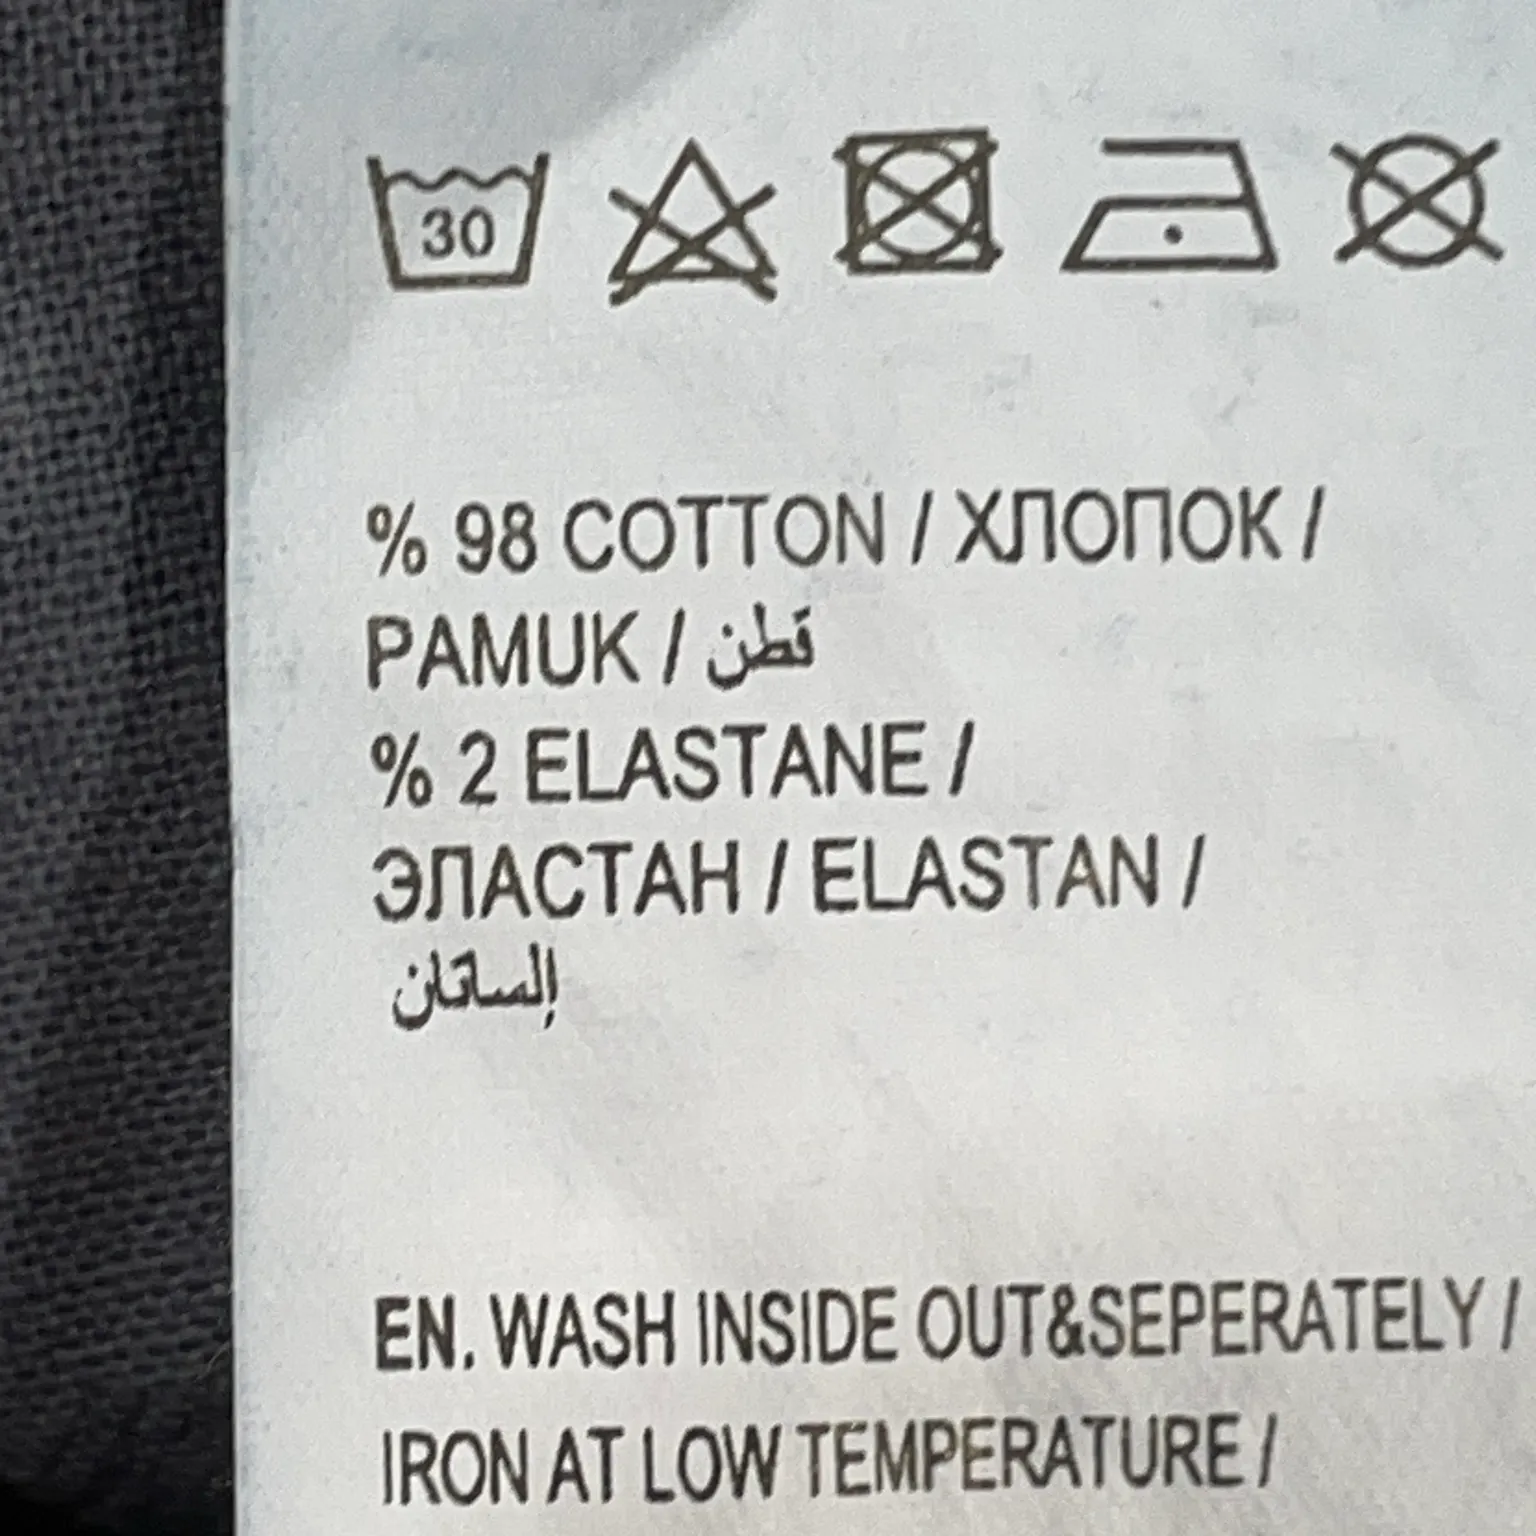 30
% 98 COTTON / ХЛОПОК /
PAMUK / قطن
% 2 ELASTANE /
ЭЛАСТАН / ELASTAN /
إلساتان
EN. WASH INSIDE OUT&SEPERATELY /
IRON AT LOW TEMPERATURE /